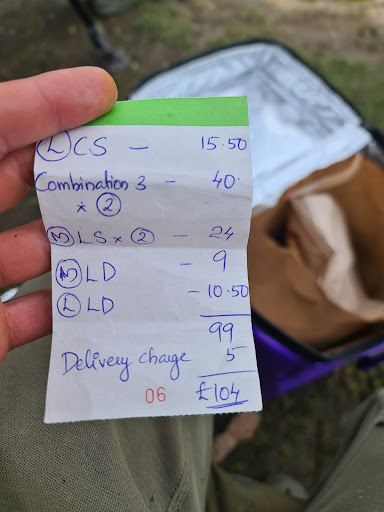 Ⓛ CS - 15.50
Combination 3 - 40.
x ②
Ⓜ LS x ② - 24
Ⓜ LD - 9
Ⓛ LD - 10.50
99
Delivery charge 5
06 £104